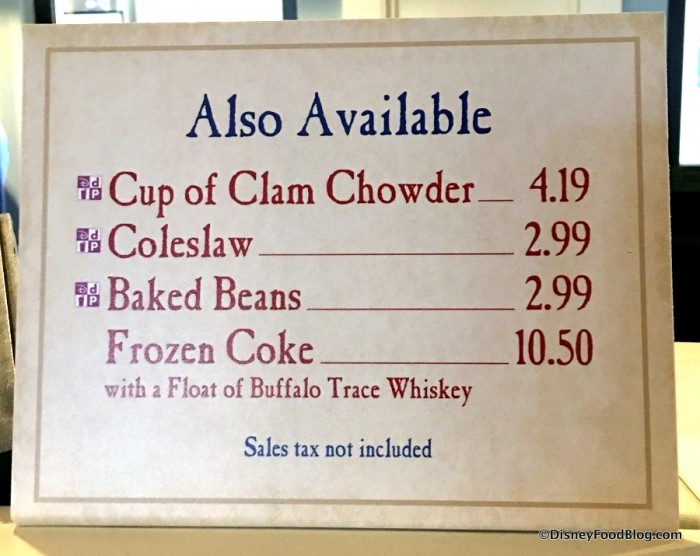 Also Available
Cup of Clam Chowder 4.19
Coleslaw 2.99
Baked Beans 2.99
Frozen Coke 10.50
with a Float of Buffalo Trace Whiskey
Sales tax not included
©DisneyFoodBlog.com